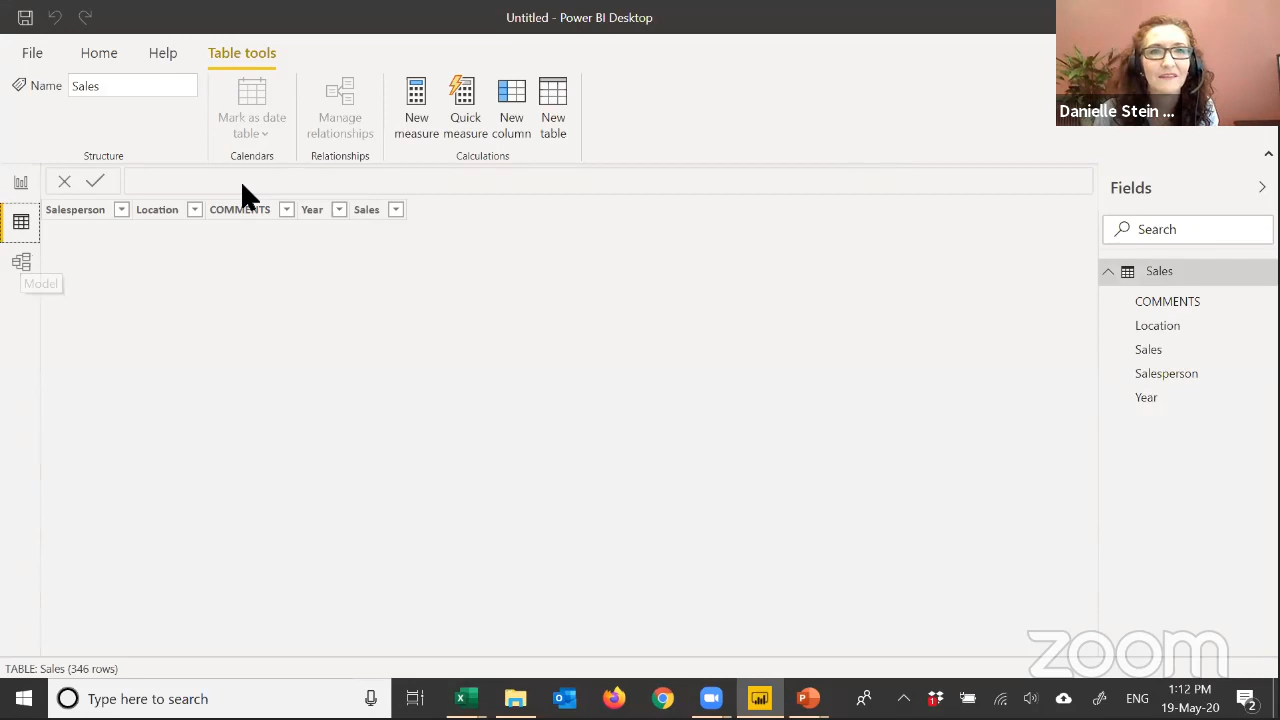 Untitled - Power BI Desktop
File Home Help Table tools
Name Sales
Mark as date table
Manage relationships
New measure
Quick measure
New column
New table
Structure Calendars Relationships Calculations
Danielle Stein ...
Salesperson Location COMMENTS Year Sales
Model
Fields
Search
Sales
COMMENTS
Location
Sales
Salesperson
Year
TABLE: Sales (346 rows)
zoom
Type here to search
ENG
1:12 PM
19-May-20
2